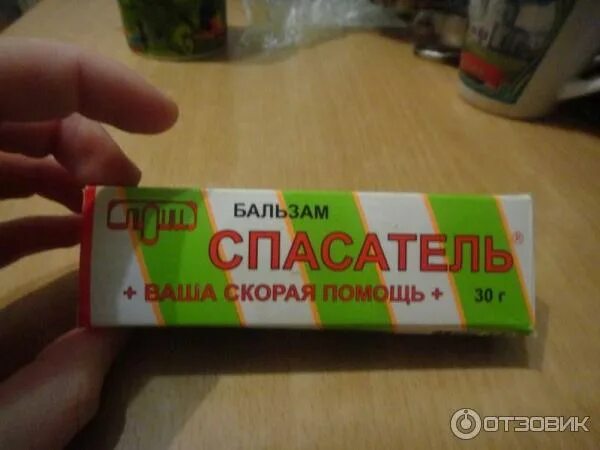 БАЛЬЗАМ
СПАСАТЕЛЬ®
+ ВАША СКОРАЯ ПОМОЩЬ + 30 г
ОТЗОВИК